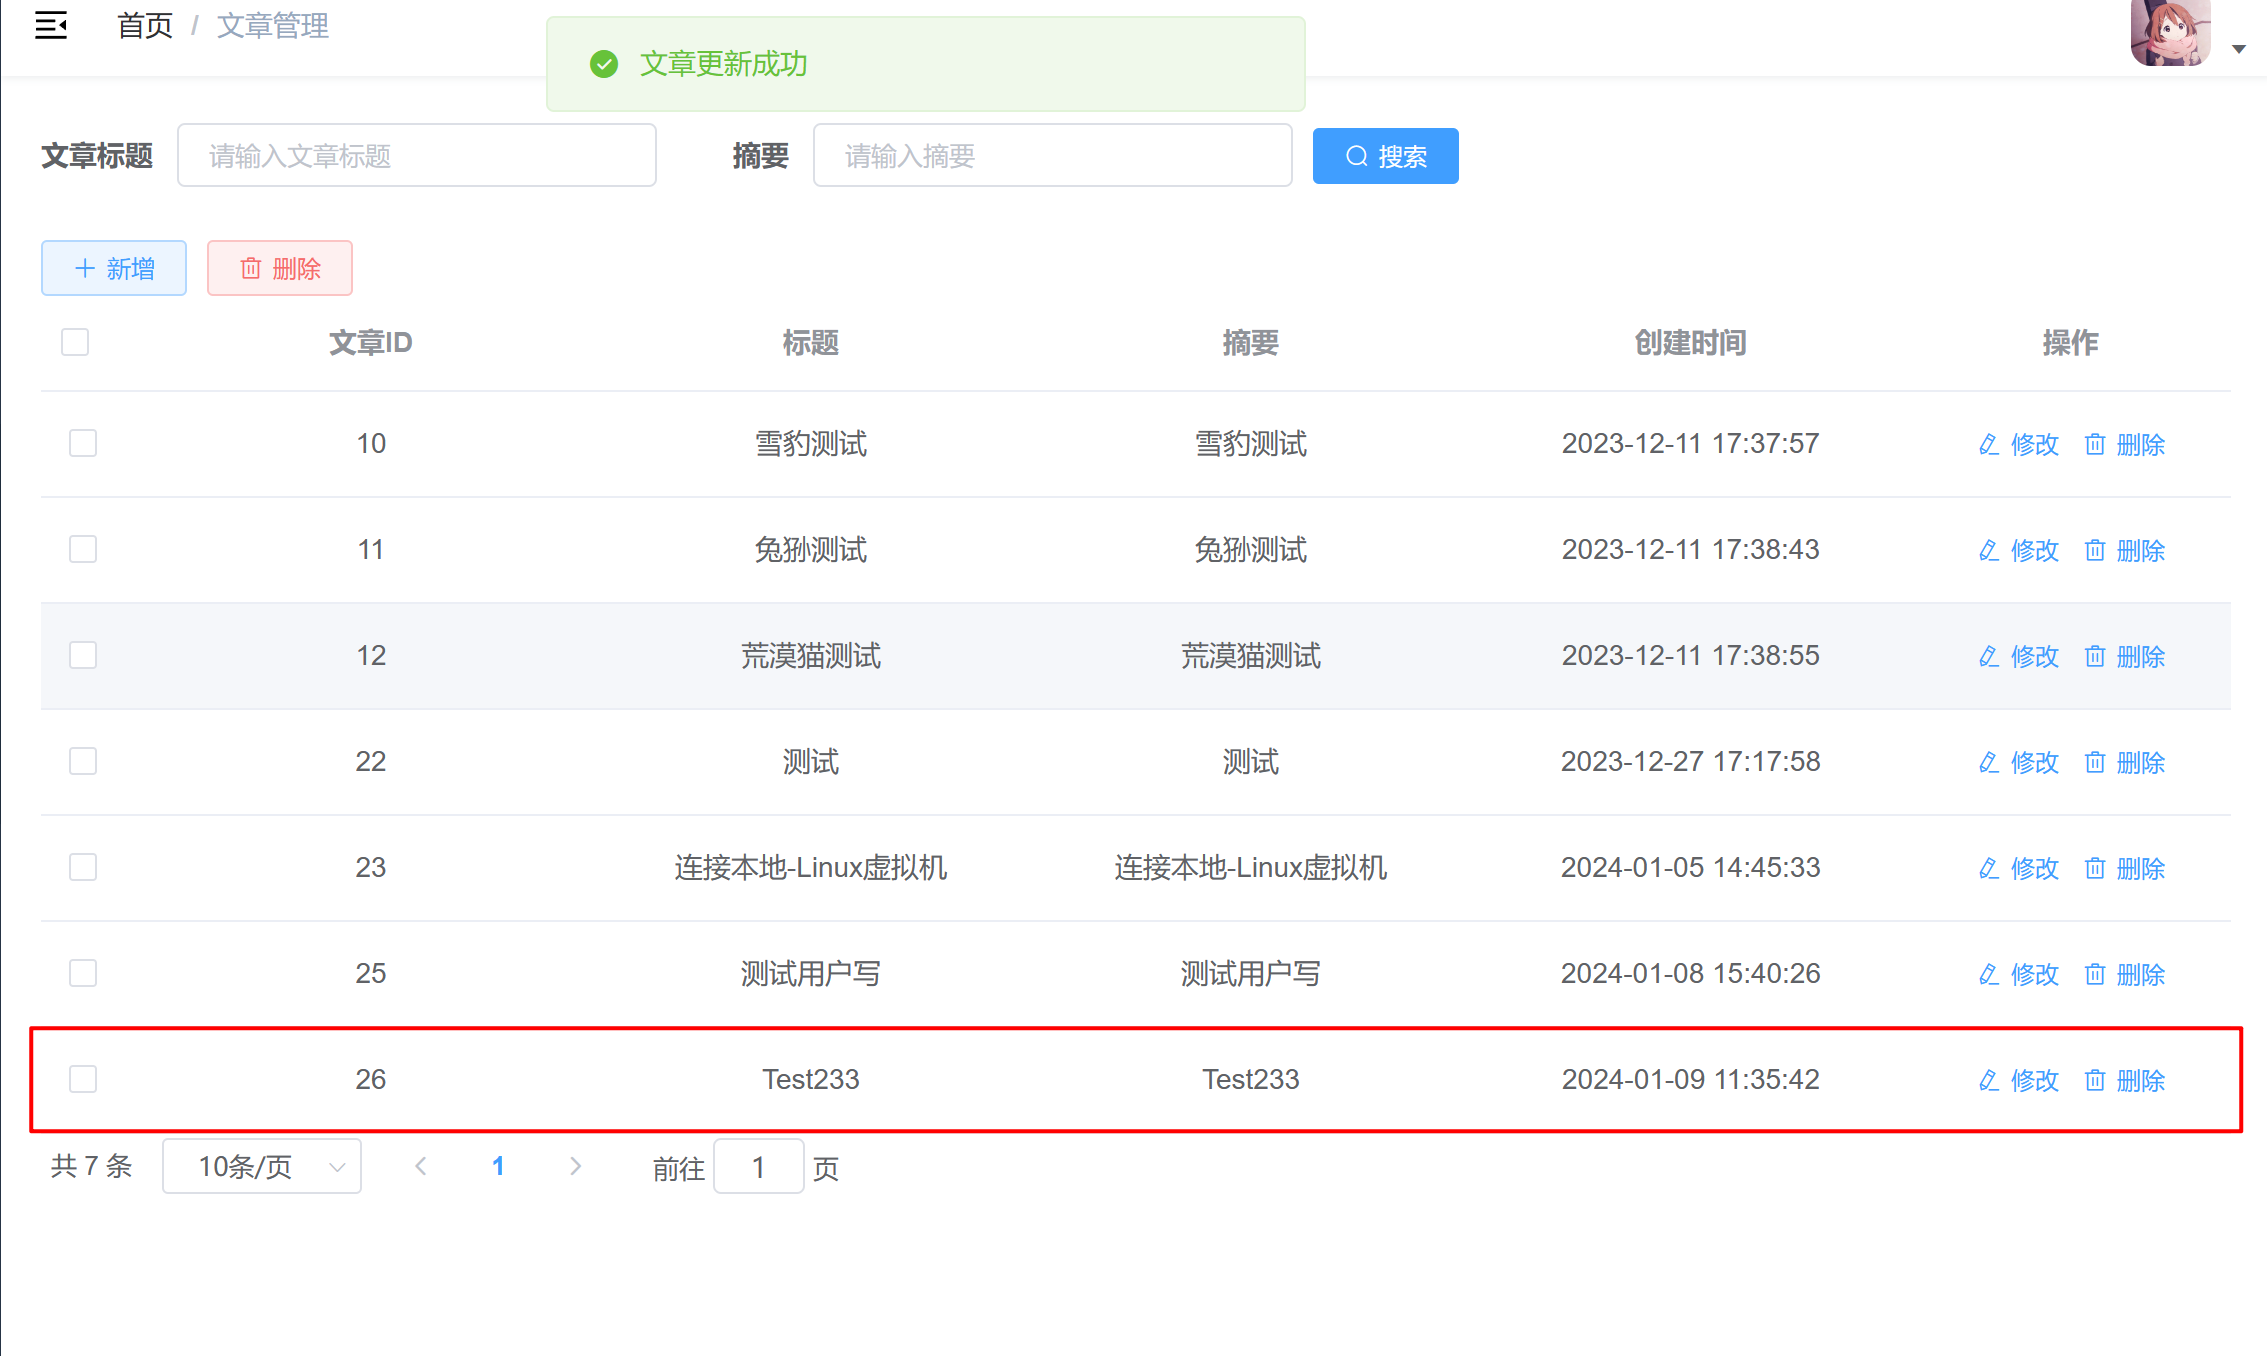 首页 / 文章管理
文章更新成功
文章标题 请输入文章标题 摘要 请输入摘要 搜索
新增 删除
文章ID 标题 摘要 创建时间 操作
10 雪豹测试 雪豹测试 2023-12-11 17:37:57 修改 删除
11 兔狲测试 兔狲测试 2023-12-11 17:38:43 修改 删除
12 荒漠猫测试 荒漠猫测试 2023-12-11 17:38:55 修改 删除
22 测试 测试 2023-12-27 17:17:58 修改 删除
23 连接本地-Linux虚拟机 连接本地-Linux虚拟机 2024-01-05 14:45:33 修改 删除
25 测试用户写 测试用户写 2024-01-08 15:40:26 修改 删除
26 Test233 Test233 2024-01-09 11:35:42 修改 删除
共 7 条 10条/页 1 前往 1 页